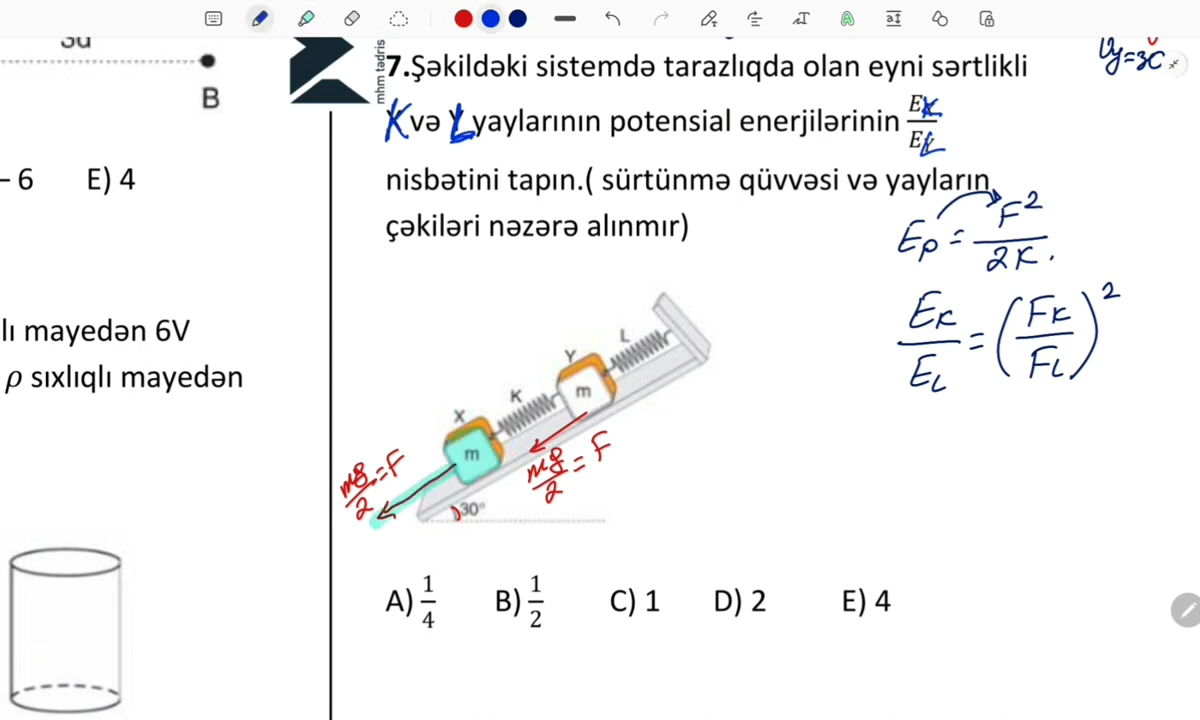 B
– 6 E) 4
lı mayedən 6V
ρ sıxlıqlı mayedən
mhm tədris
7.Şəkildəki sistemdə tarazlıqda olan eyni sərtlikli
K və L yaylarının potensial enerjilərinin EK/EL
nisbətini tapın.( sürtünmə qüvvəsi və yayların
çəkiləri nəzərə alınmır)
Ep = F²/2K.
EK/EL = (FK/FL)²
L
Y
K
m
X
m
mg/2 = F
mg/2 = F
30°
A) 1/4 B) 1/2 C) 1 D) 2 E) 4